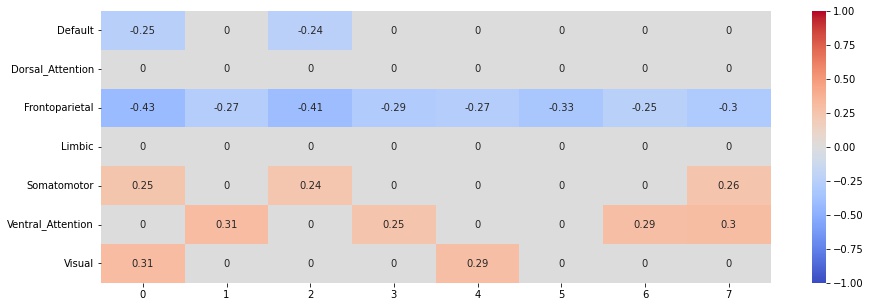 Default -0.25 0 -0.24 0 0 0 0 0
Dorsal_Attention 0 0 0 0 0 0 0 0
Frontoparietal -0.43 -0.27 -0.41 -0.29 -0.27 -0.33 -0.25 -0.3
Limbic 0 0 0 0 0 0 0 0
Somatomotor 0.25 0 0.24 0 0 0 0 0.26
Ventral_Attention 0 0.31 0 0.25 0 0 0.29 0.3
Visual 0.31 0 0 0 0.29 0 0 0
0 1 2 3 4 5 6 7
1.00
0.75
0.50
0.25
0.00
−0.25
−0.50
−0.75
−1.00